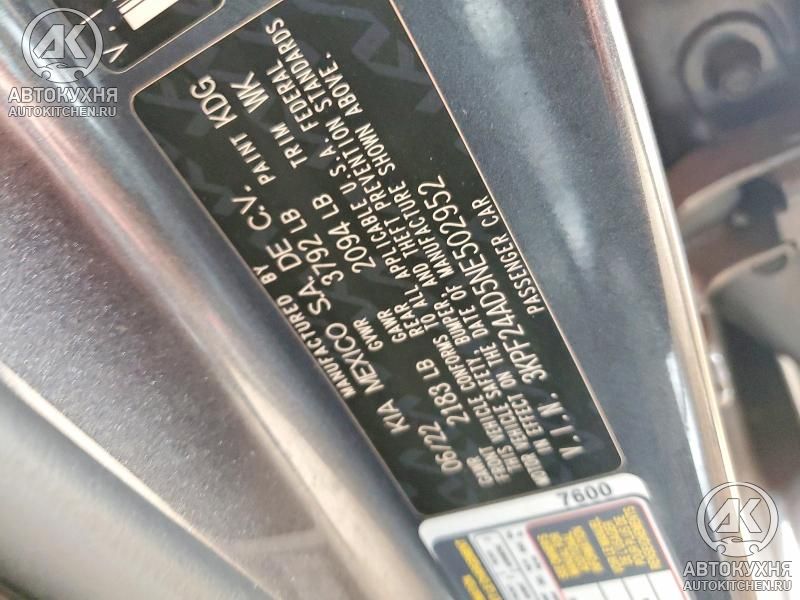 АВТОКУХНЯ
AUTOKITCHEN.RU
V.
MANUFACTURED BY
06/22 KIA MEXICO S.A. DE C.V. PAINT KDG
GVWR 3792 LB TRIM WK
GAWR FRONT 2183 LB GAWR REAR 2094 LB
THIS VEHICLE CONFORMS TO ALL APPLICABLE U.S.A. FEDERAL
MOTOR VEHICLE SAFETY, BUMPER, AND THEFT PREVENTION STANDARDS
IN EFFECT ON THE DATE OF MANUFACTURE SHOWN ABOVE.
V.I.N. 3KPF24AD5NE502952
PASSENGER CAR
7600
АВТОКУХНЯ
AUTOKITCHEN.RU